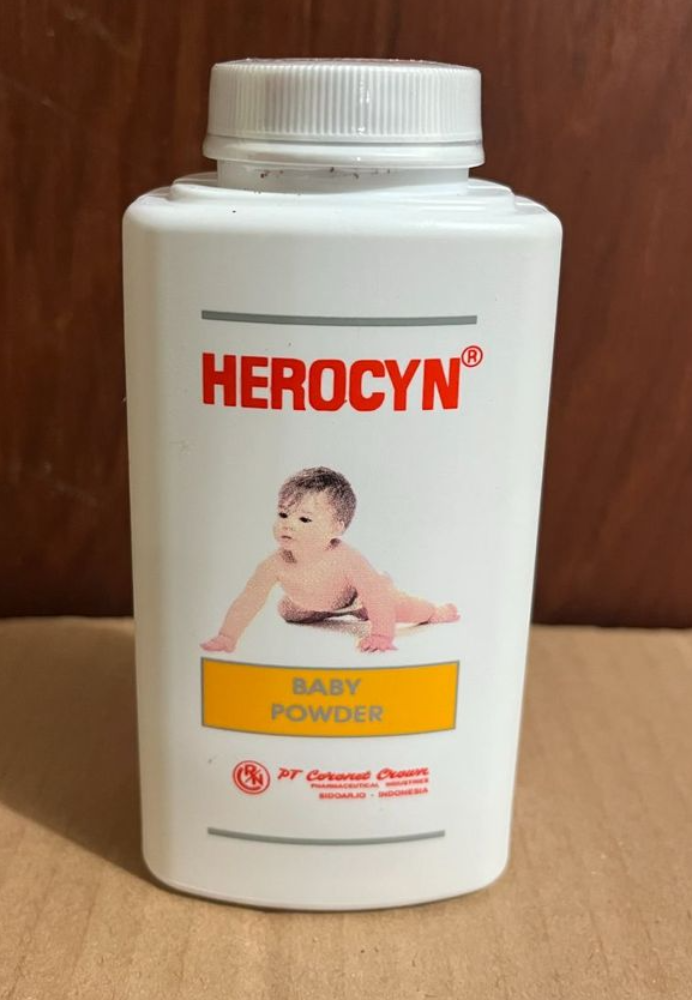 HEROCYN®
BABY
POWDER
PT Coronet Crown
PHARMACEUTICAL INDUSTRIES
SIDOARJO - INDONESIA